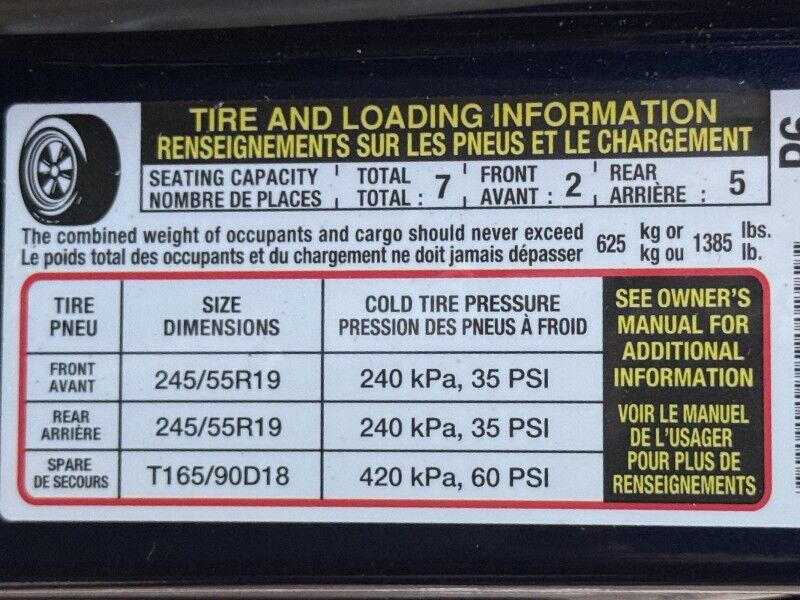 TIRE AND LOADING INFORMATION
RENSEIGNEMENTS SUR LES PNEUS ET LE CHARGEMENT
SEATING CAPACITY TOTAL FRONT REAR
NOMBRE DE PLACES TOTAL : 7 AVANT : 2 ARRIÈRE : 5
The combined weight of occupants and cargo should never exceed 625 kg or 1385 lbs.
Le poids total des occupants et du chargement ne doit jamais dépasser kg ou lb.
TIRE SIZE COLD TIRE PRESSURE
PNEU DIMENSIONS PRESSION DES PNEUS À FROID
FRONT
AVANT 245/55R19 240 kPa, 35 PSI
REAR
ARRIÈRE 245/55R19 240 kPa, 35 PSI
SPARE
DE SECOURS T165/90D18 420 kPa, 60 PSI
SEE OWNER'S
MANUAL FOR
ADDITIONAL
INFORMATION
VOIR LE MANUEL
DE L'USAGER
POUR PLUS DE
RENSEIGNEMENTS